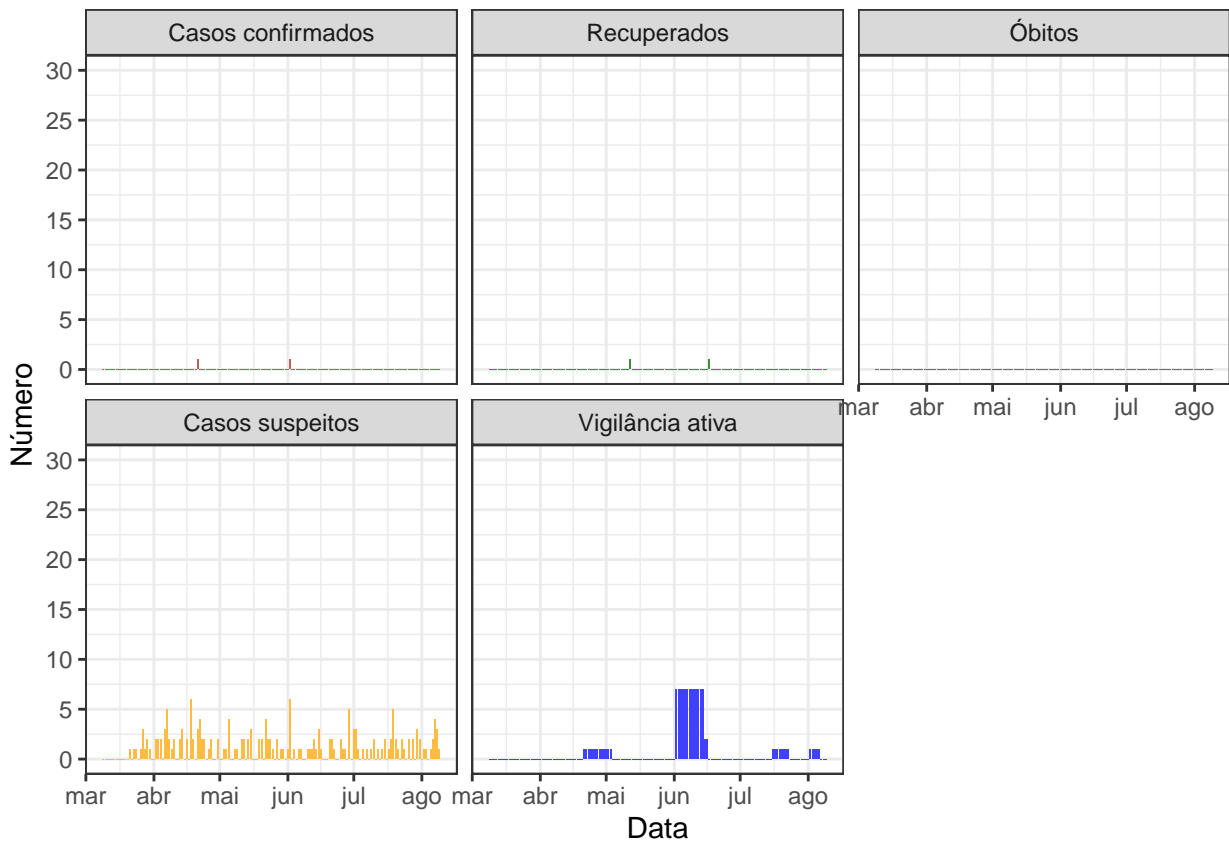 Casos confirmados
Recuperados
Óbitos
30
25
20
15
10
5
0
mar abr mai jun jul ago
Número
Casos suspeitos
Vigilância ativa
30
25
20
15
10
5
0
mar abr mai jun jul ago
mar abr mai jun jul ago
Data